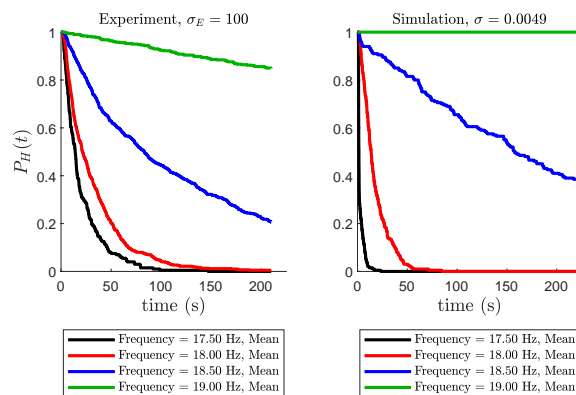 Experiment, σ_E = 100
1
0.8
0.6
0.4
0.2
0
P_H(t)
0 50 100 150 200
time (s)
Frequency = 17.50 Hz, Mean
Frequency = 18.00 Hz, Mean
Frequency = 18.50 Hz, Mean
Frequency = 19.00 Hz, Mean
Simulation, σ = 0.0049
1
0.8
0.6
0.4
0.2
0
0 50 100 150 200
time (s)
Frequency = 17.50 Hz, Mean
Frequency = 18.00 Hz, Mean
Frequency = 18.50 Hz, Mean
Frequency = 19.00 Hz, Mean